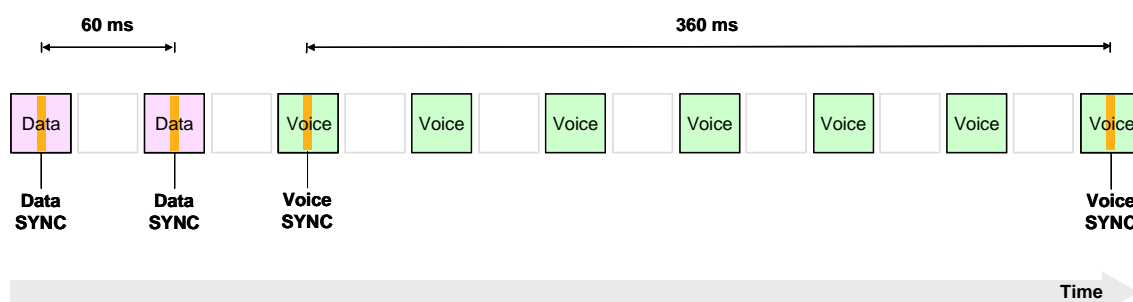 60 ms
360 ms
Data Data Voice Voice Voice Voice Voice Voice Voice
Data Data Voice Voice
SYNC SYNC SYNC SYNC
Time